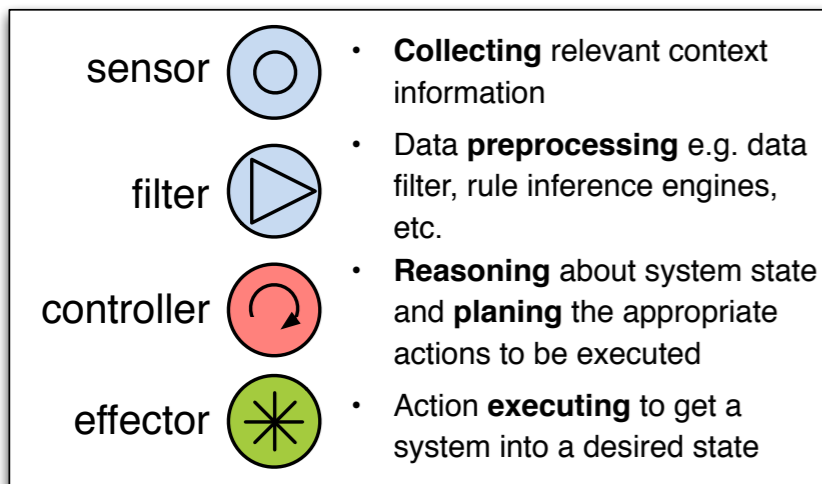 sensor
• Collecting relevant context
information
filter
• Data preprocessing e.g. data
filter, rule inference engines,
etc.
controller
• Reasoning about system state
and planing the appropriate
actions to be executed
effector
• Action executing to get a
system into a desired state